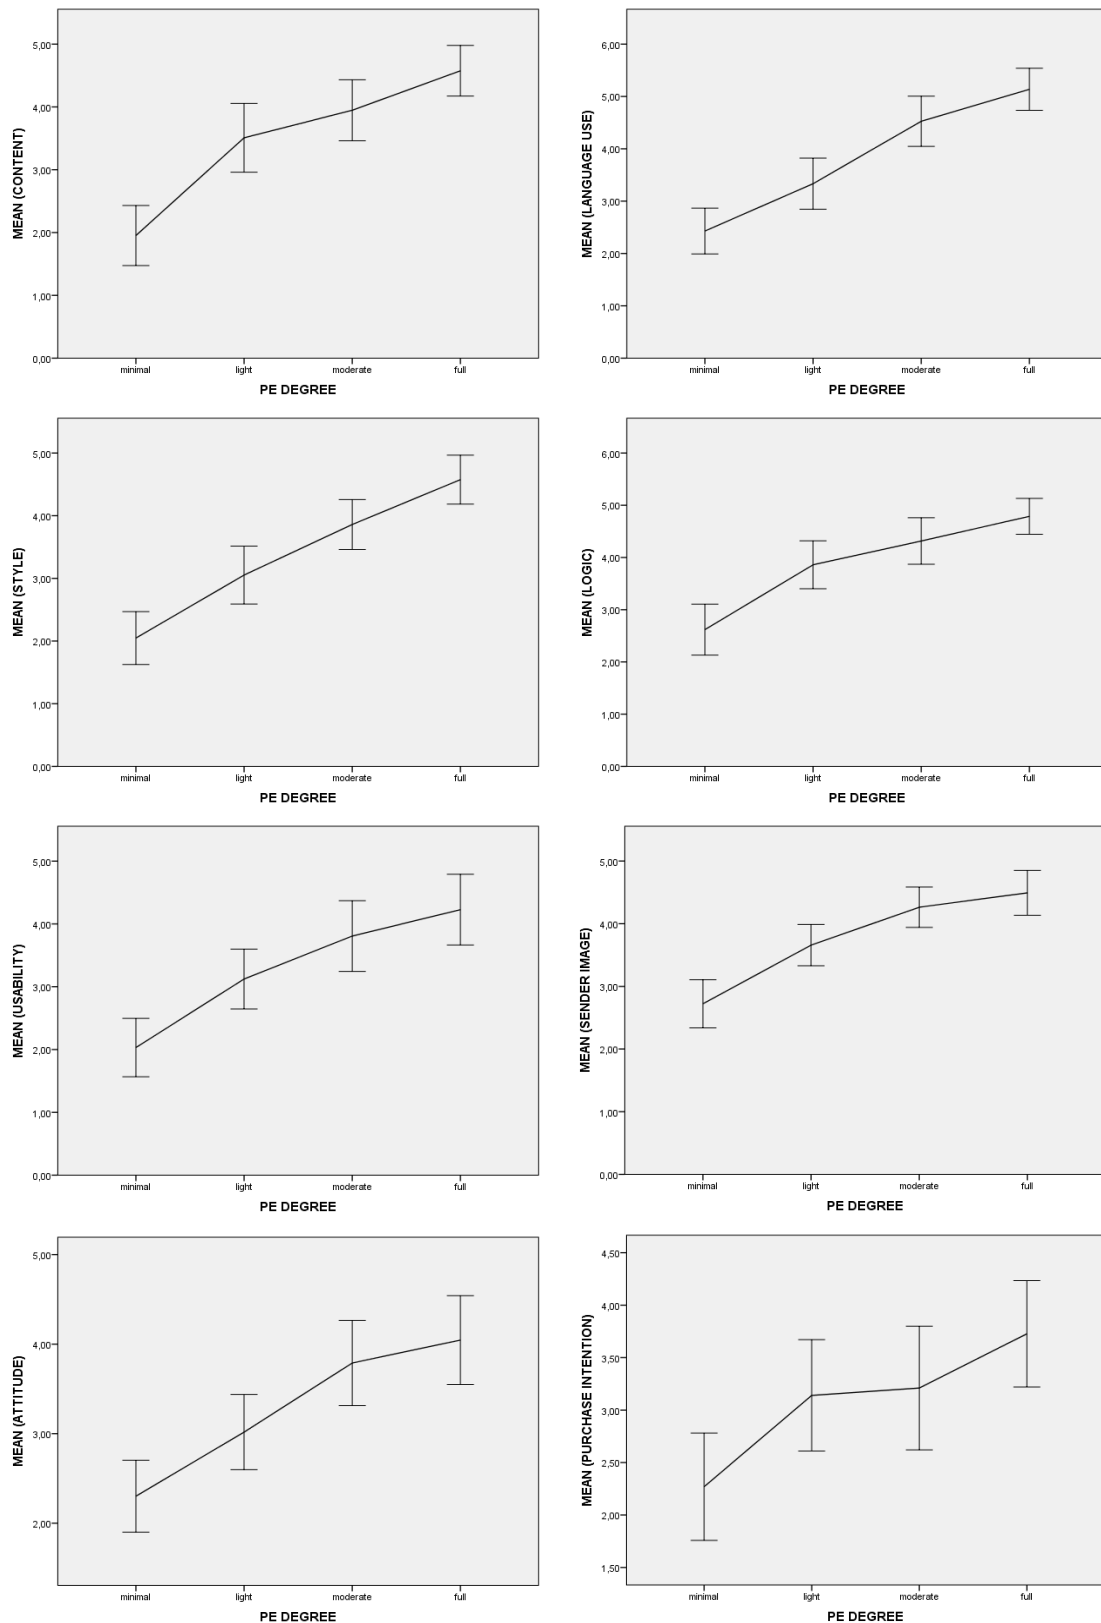 MEAN (CONTENT)
5,00
4,00
3,00
2,00
1,00
0,00
minimal light moderate full
PE DEGREE
MEAN (LANGUAGE USE)
6,00
5,00
4,00
3,00
2,00
1,00
0,00
minimal light moderate full
PE DEGREE
MEAN (STYLE)
5,00
4,00
3,00
2,00
1,00
0,00
minimal light moderate full
PE DEGREE
MEAN (LOGIC)
6,00
5,00
4,00
3,00
2,00
1,00
0,00
minimal light moderate full
PE DEGREE
MEAN (USABILITY)
5,00
4,00
3,00
2,00
1,00
0,00
minimal light moderate full
PE DEGREE
MEAN (SENDER IMAGE)
5,00
4,00
3,00
2,00
1,00
0,00
minimal light moderate full
PE DEGREE
MEAN (ATTITUDE)
5,00
4,00
3,00
2,00
minimal light moderate full
PE DEGREE
MEAN (PURCHASE INTENTION)
4,50
4,00
3,50
3,00
2,50
2,00
1,50
minimal light moderate full
PE DEGREE